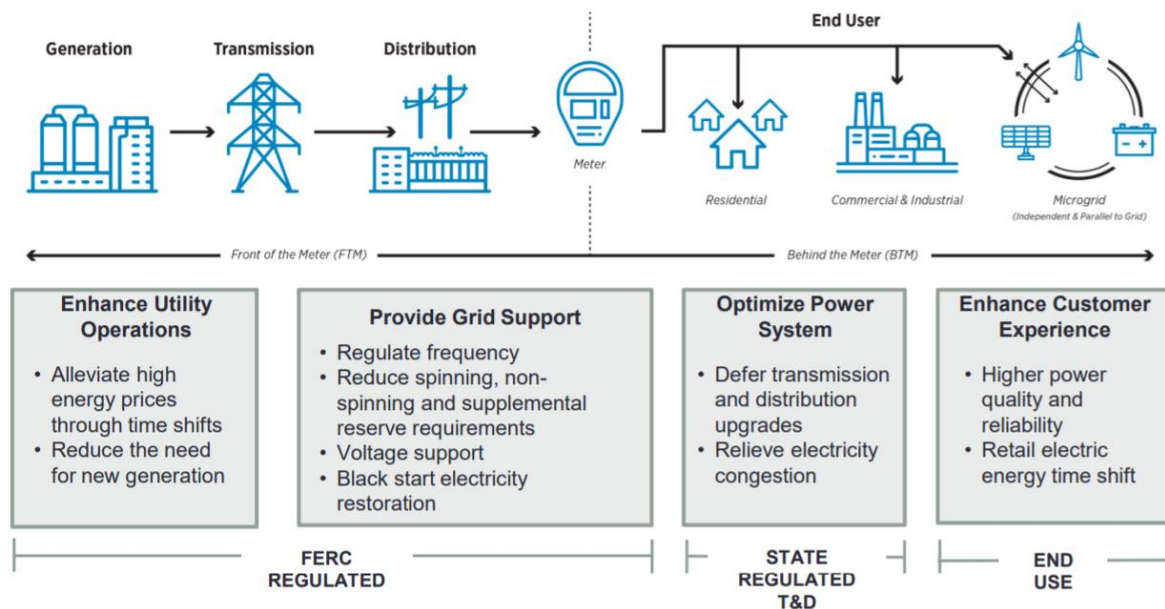 Generation
Transmission
Distribution
End User
Meter
Residential
Commercial & Industrial
Microgrid
(Independent & Parallel to Grid)
Front of the Meter (FTM)
Behind the Meter (BTM)
Enhance Utility
Operations
• Alleviate high
energy prices
through time shifts
• Reduce the need
for new generation
Provide Grid Support
• Regulate frequency
• Reduce spinning, non-
spinning and supplemental
reserve requirements
• Voltage support
• Black start electricity
restoration
Optimize Power
System
• Defer transmission
and distribution
upgrades
• Relieve electricity
congestion
Enhance Customer
Experience
• Higher power
quality and
reliability
• Retail electric
energy time shift
FERC
REGULATED
STATE
REGULATED
T&D
END
USE